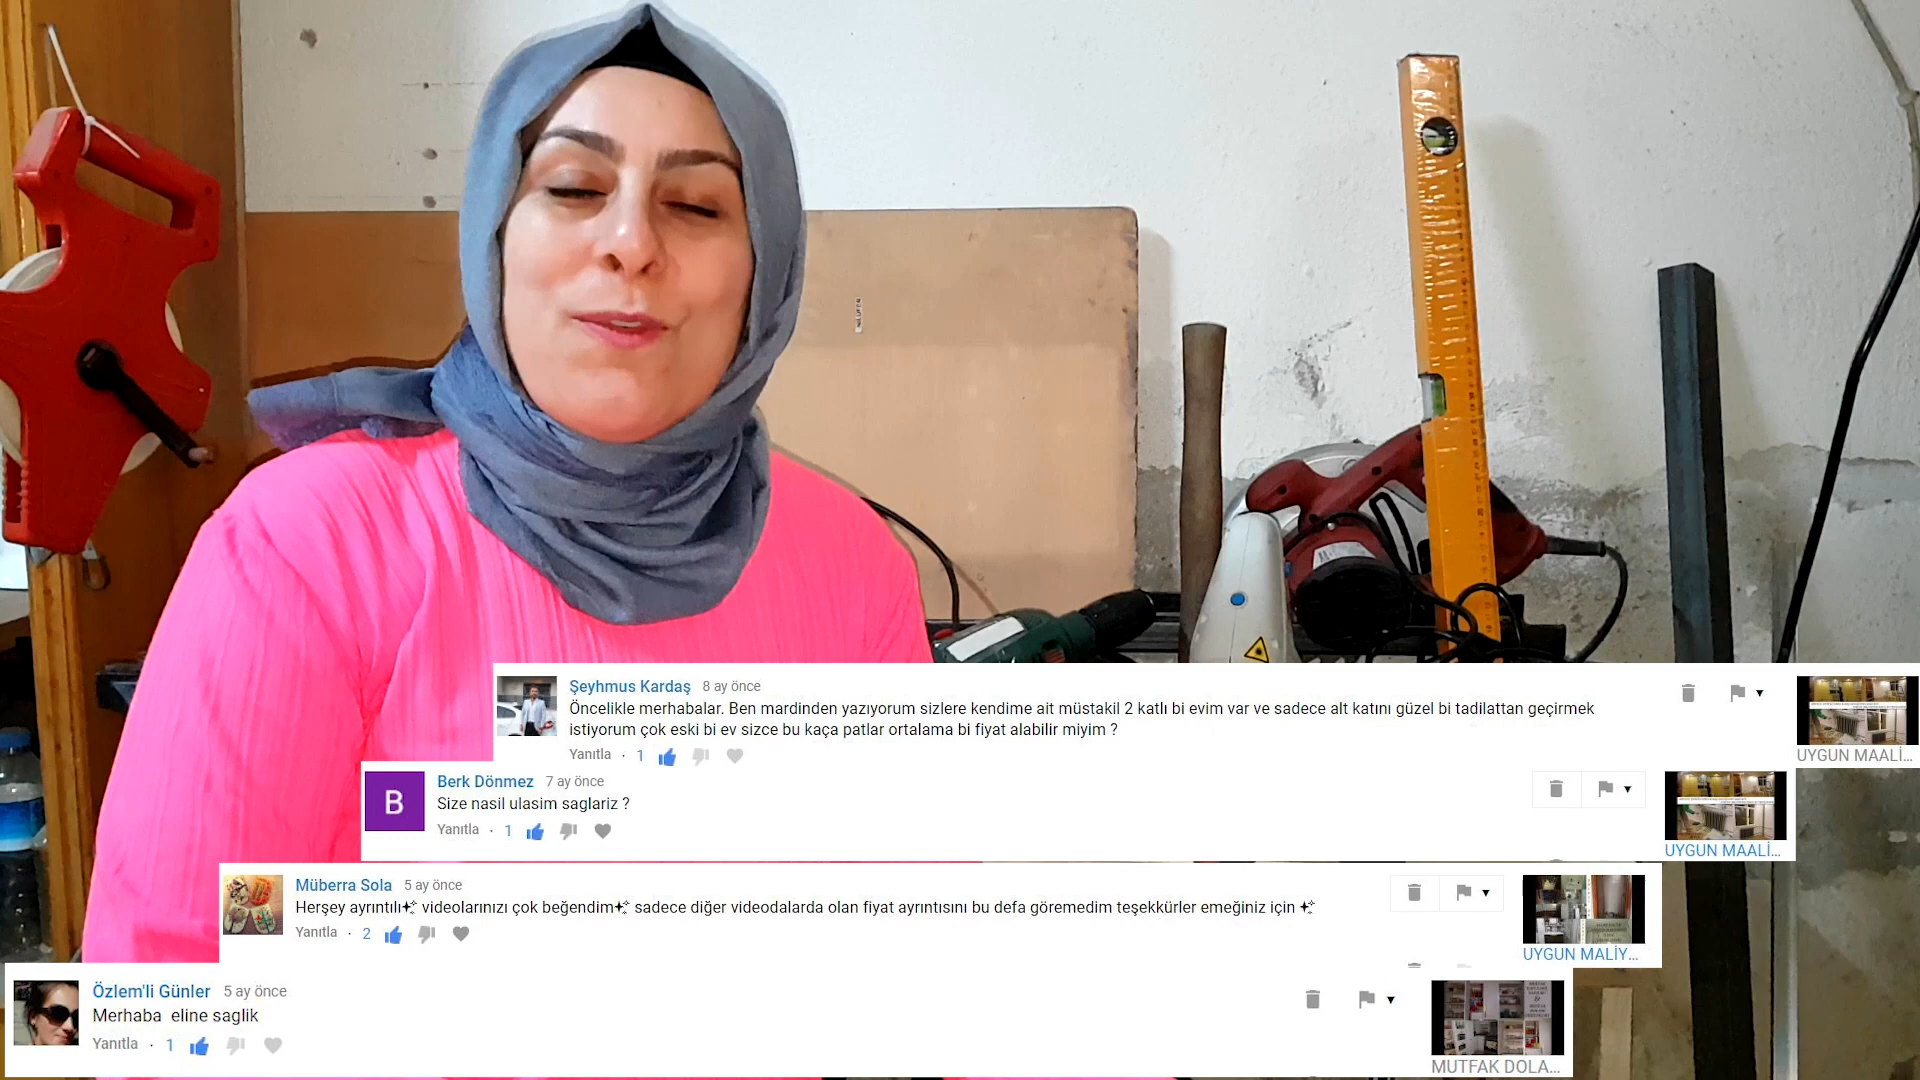 Şeyhmus Kardaş 8 ay önce
Öncelikle merhabalar. Ben mardinden yazıyorum sizlere kendime ait müstakil 2 katlı bi evim var ve sadece alt katını güzel bi tadilattan geçirmek
istiyorum çok eski bi ev sizce bu kaça patlar ortalama bi fiyat alabilir miyim ?
Yanıtla · 1
UYGUN MAALİ...
Berk Dönmez 7 ay önce
Size nasil ulasim saglariz ?
Yanıtla · 1
UYGUN MAALİ...
B
Müberra Sola 5 ay önce
Herşey ayrıntılı✨ videolarınızı çok beğendim✨ sadece diğer videodalarda olan fiyat ayrıntısını bu defa göremedim teşekkürler emeğiniz için ✨
Yanıtla · 2
UYGUN MALİY...
Özlem'li Günler 5 ay önce
Merhaba eline saglik
Yanıtla · 1
MUTFAK DOLA...